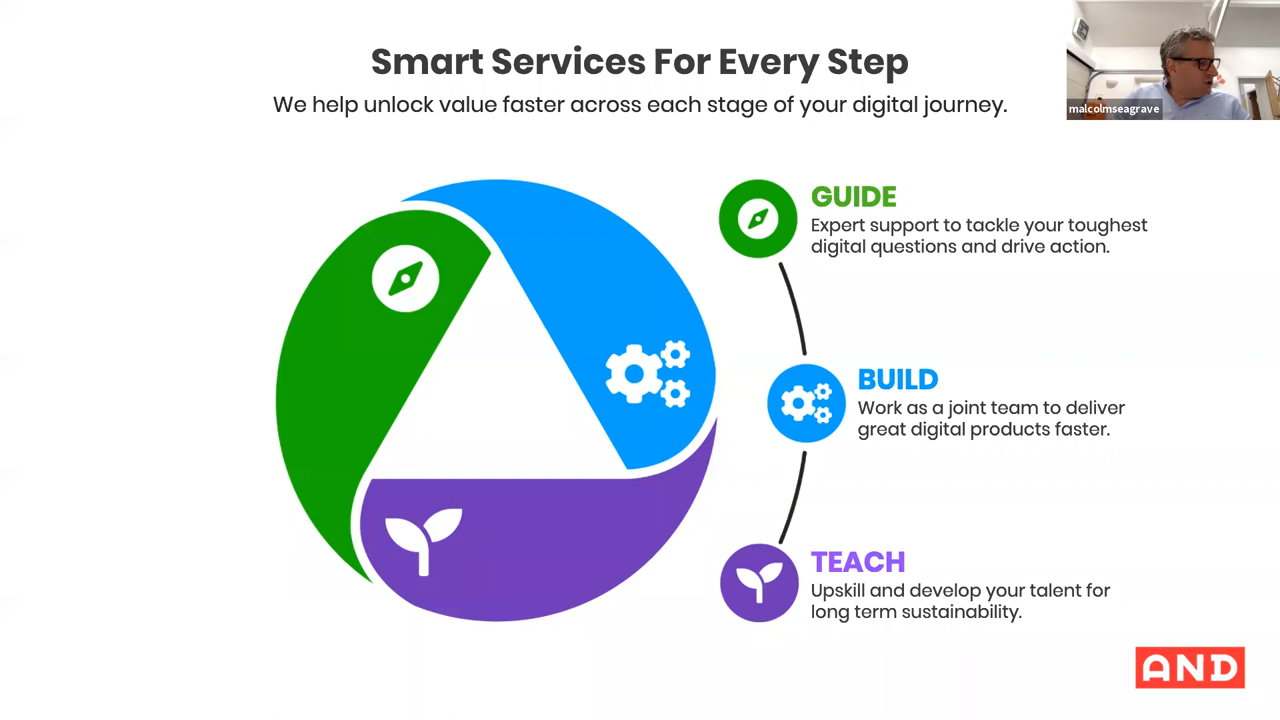 Smart Services For Every Step
We help unlock value faster across each stage of your digital journey.
malcolmseagrave
GUIDE
Expert support to tackle your toughest
digital questions and drive action.
BUILD
Work as a joint team to deliver
great digital products faster.
TEACH
Upskill and develop your talent for
long term sustainability.
AND